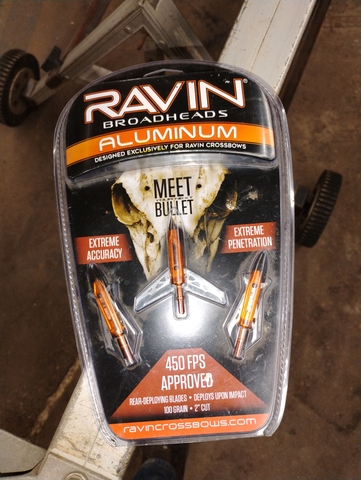 RAVIN®
BROADHEADS
ALUMINUM
DESIGNED EXCLUSIVELY FOR RAVIN CROSSBOWS
MEET
BULLET
EXTREME
ACCURACY
EXTREME
PENETRATION
450 FPS
APPROVED
REAR-DEPLOYING BLADES • DEPLOYS UPON IMPACT
100 GRAIN • 2" CUT
RAVINCROSSBOWS.COM